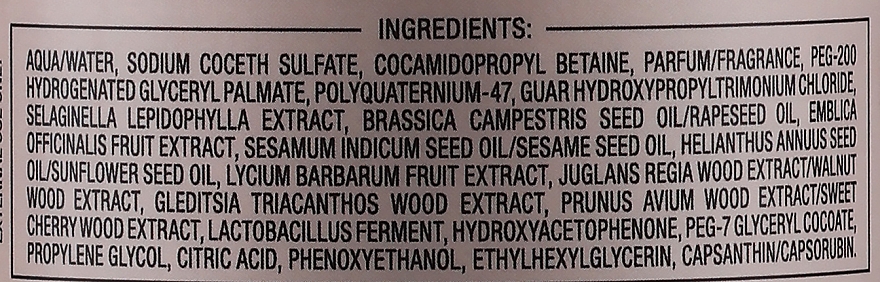 INGREDIENTS:
AQUA/WATER, SODIUM COCETH SULFATE, COCAMIDOPROPYL BETAINE, PARFUM/FRAGRANCE, PEG-200
HYDROGENATED GLYCERYL PALMATE, POLYQUATERNIUM-47, GUAR HYDROXYPROPYLTRIMONIUM CHLORIDE,
SELAGINELLA LEPIDOPHYLLA EXTRACT, BRASSICA CAMPESTRIS SEED OIL/RAPESEED OIL, EMBLICA
OFFICINALIS FRUIT EXTRACT, SESAMUM INDICUM SEED OIL/SESAME SEED OIL, HELIANTHUS ANNUUS SEED
OIL/SUNFLOWER SEED OIL, LYCIUM BARBARUM FRUIT EXTRACT, JUGLANS REGIA WOOD EXTRACT/WALNUT
WOOD EXTRACT, GLEDITSIA TRIACANTHOS WOOD EXTRACT, PRUNUS AVIUM WOOD EXTRACT/SWEET
CHERRY WOOD EXTRACT, LACTOBACILLUS FERMENT, HYDROXYACETOPHENONE, PEG-7 GLYCERYL COCOATE,
PROPYLENE GLYCOL, CITRIC ACID, PHENOXYETHANOL, ETHYLHEXYLGLYCERIN, CAPSANTHIN/CAPSORUBIN.